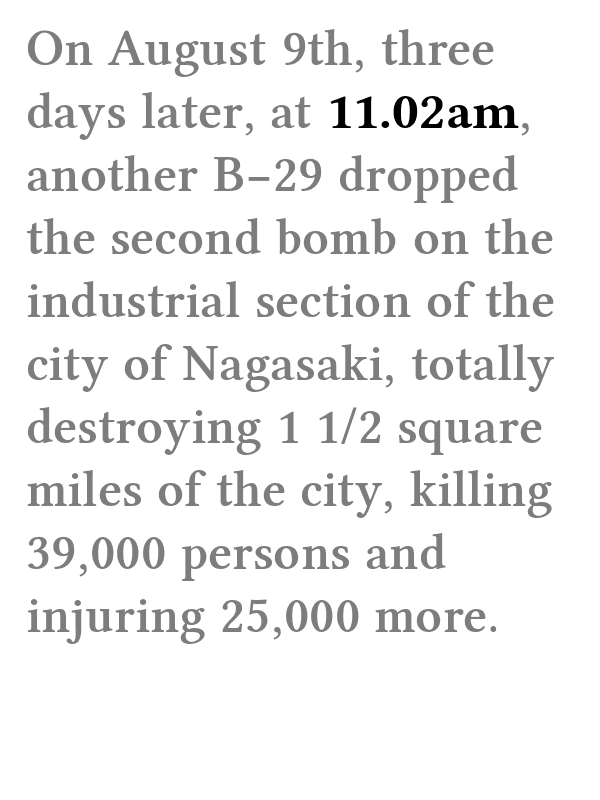 On August 9th, three
days later, at 11.02am,
another B–29 dropped
the second bomb on the
industrial section of the
city of Nagasaki, totally
destroying 1 1/2 square
miles of the city, killing
39,000 persons and
injuring 25,000 more.